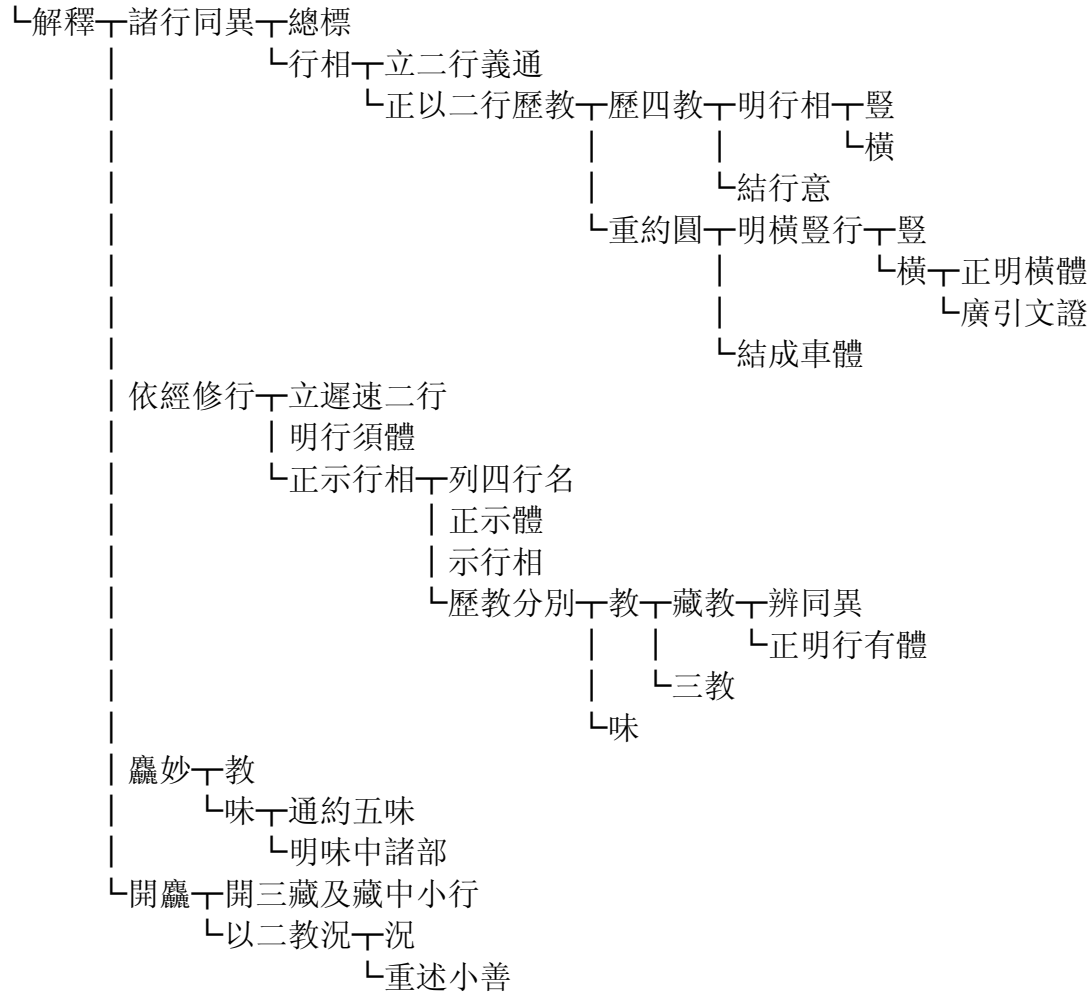 └解釋┬諸行同異┬總標
│ └行相┬立二行義通
│ └正以二行歷教┬歷四教┬明行相┬豎
│ │ │ └橫
│ │ └結行意
│ └重約圓┬明橫豎行┬豎
│ │ └橫┬正明橫體
│ │ └廣引文證
│ └結成車體
│依經修行┬立遲速二行
│ │明行須體
│ └正示行相┬列四行名
│ │正示體
│ │示行相
│ └歷教分別┬教┬藏教┬辨同異
│ │ │ └正明行有體
│ │ └三教
│ └味
│麤妙┬教
│ └味┬通約五味
│ └明味中諸部
└開麤┬開三藏及藏中小行
└以二教況┬況
└重述小善